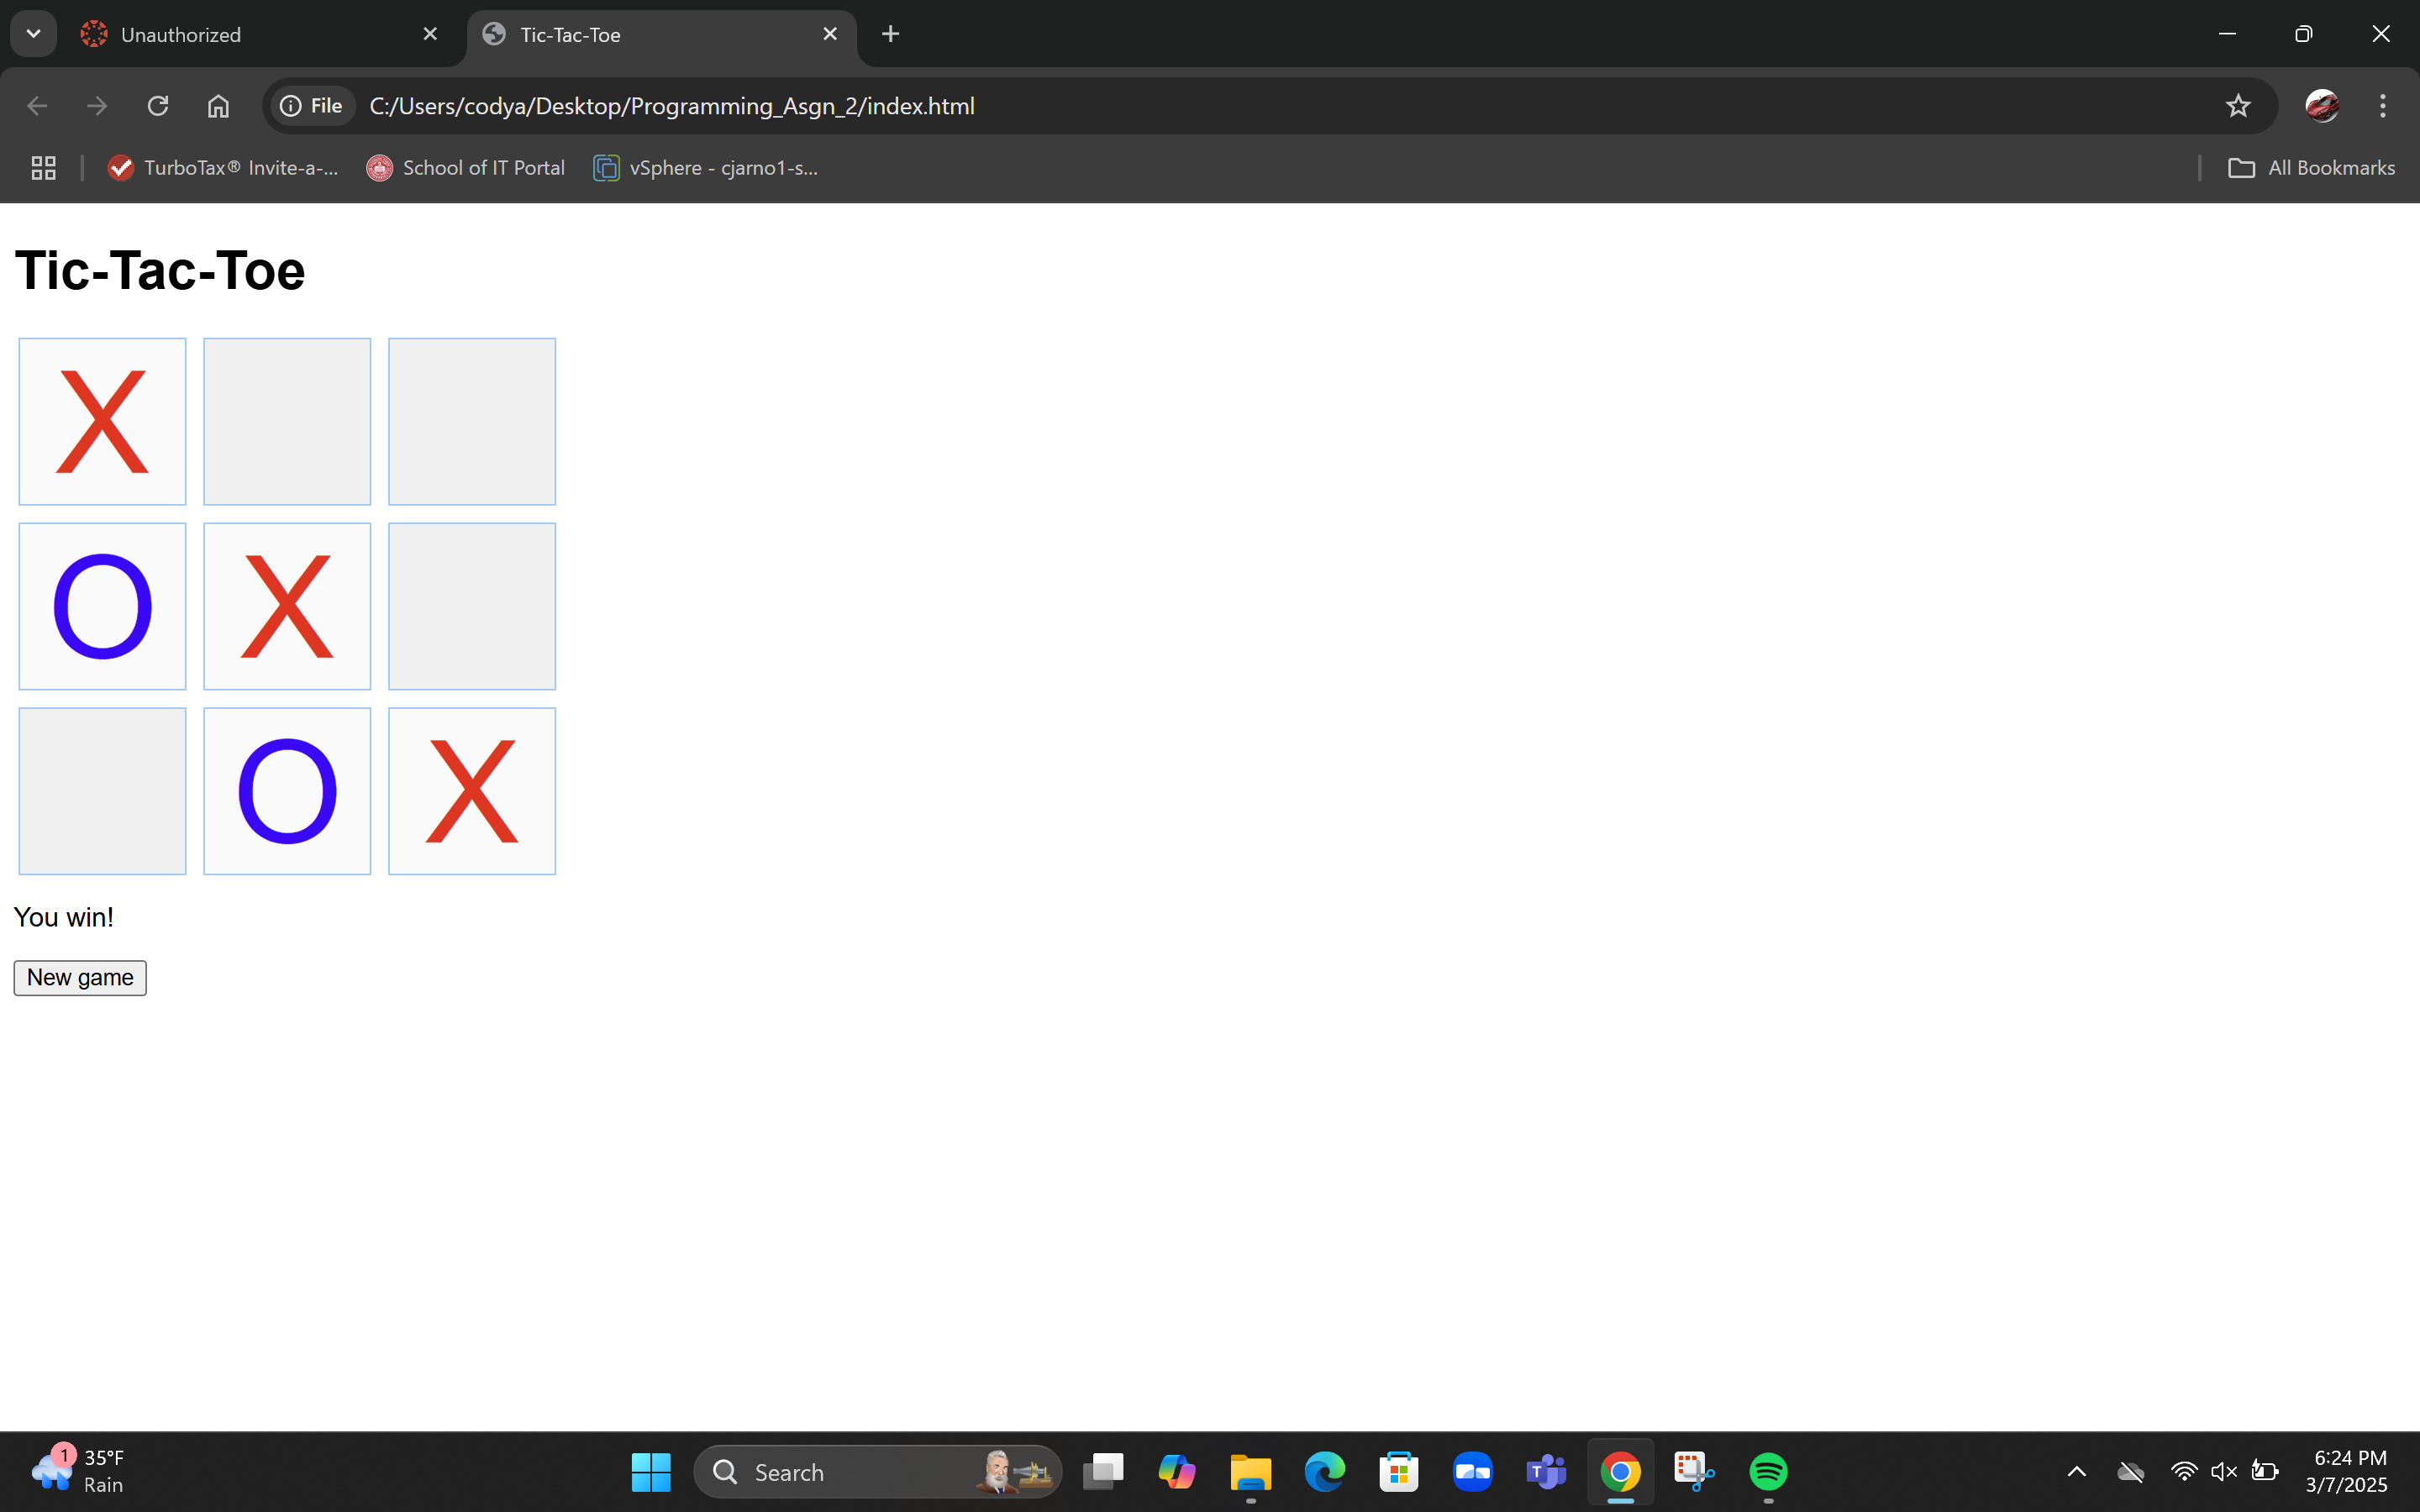 Unauthorized
Tic-Tac-Toe
File C:/Users/codya/Desktop/Programming_Asgn_2/index.html
TurboTax® Invite-a-... School of IT Portal vSphere - cjarno1-s... All Bookmarks
Tic-Tac-Toe
X
O X
O X
You win!
New game
1
35°F
Rain
Search
T
6:24 PM
3/7/2025